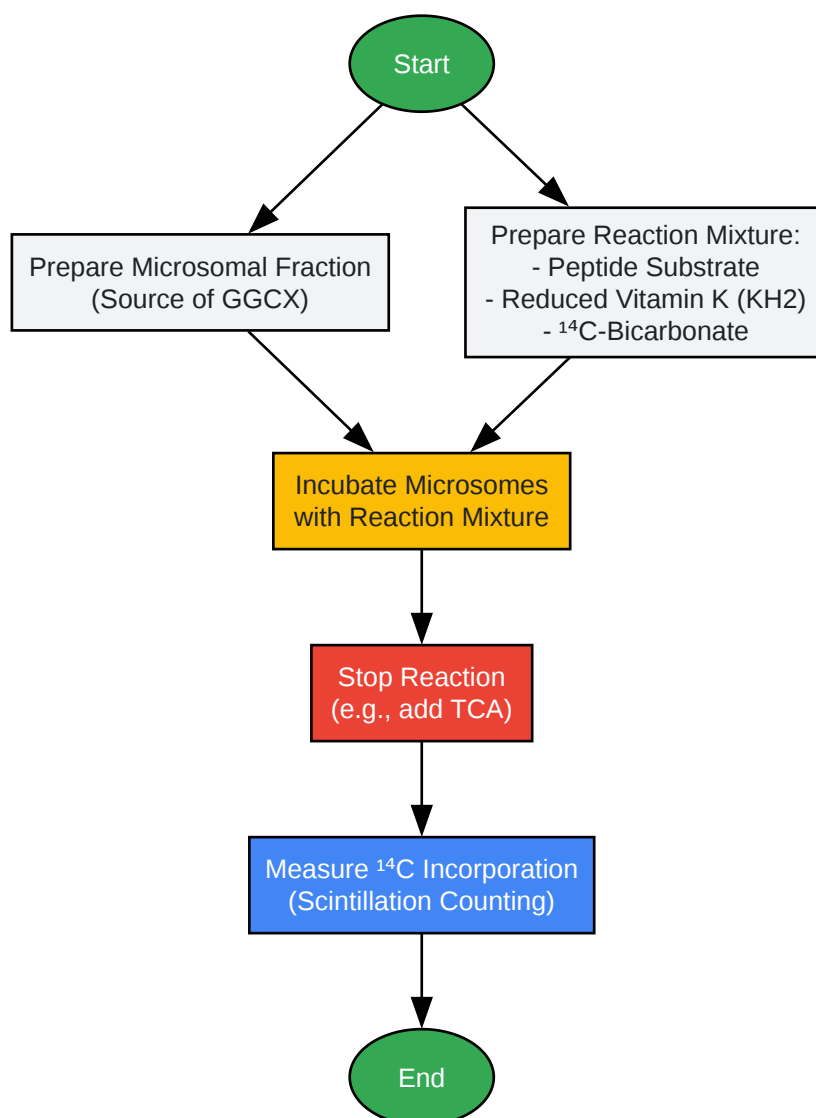 Start
Prepare Microsomal Fraction
(Source of GGCX)
Prepare Reaction Mixture:
- Peptide Substrate
- Reduced Vitamin K (KH2)
- ¹⁴C-Bicarbonate
Incubate Microsomes
with Reaction Mixture
Stop Reaction
(e.g., add TCA)
Measure ¹⁴C Incorporation
(Scintillation Counting)
End